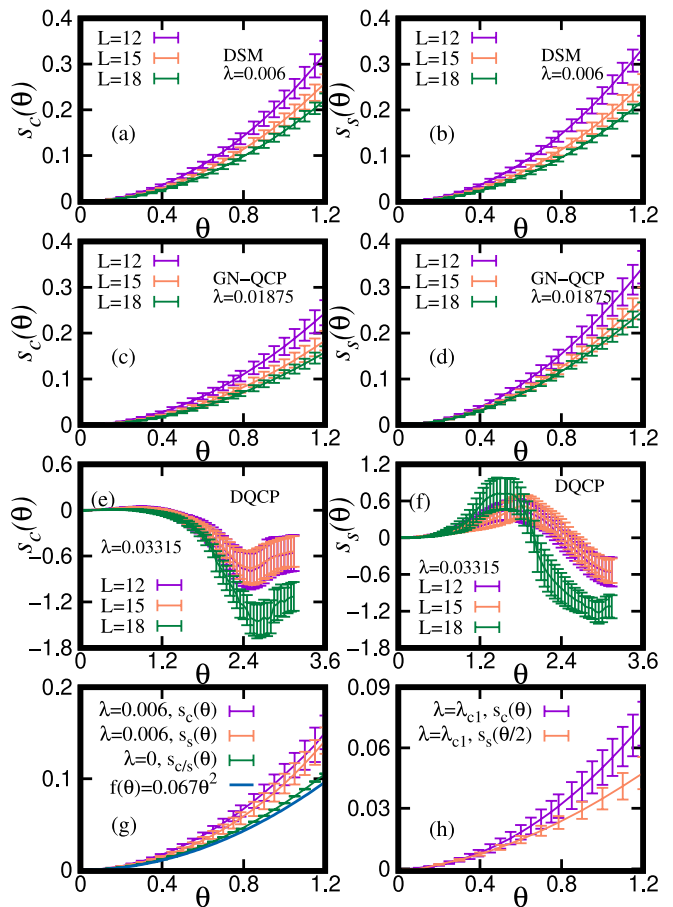 0.4
0.3
0.2
0.1
0
s_c(θ)
L=12
L=15
L=18
DSM
λ=0.006
(a)
0 0.4 0.8 1.2
θ
0.4
0.3
0.2
0.1
0
s_s(θ)
L=12
L=15
L=18
DSM
λ=0.006
(b)
0 0.4 0.8 1.2
θ
0.4
0.3
0.2
0.1
0
s_c(θ)
L=12
L=15
L=18
GN-QCP
λ=0.01875
(c)
0 0.4 0.8 1.2
θ
0.4
0.3
0.2
0.1
0
s_s(θ)
L=12
L=15
L=18
GN-QCP
λ=0.01875
(d)
0 0.4 0.8 1.2
θ
0.6
0
-0.6
-1.2
-1.8
s_c(θ)
(e)
DQCP
λ=0.03315
L=12
L=15
L=18
0 1.2 2.4 3.6
θ
1.2
0.6
0
-0.6
-1.2
-1.8
s_s(θ)
(f)
DQCP
λ=0.03315
L=12
L=15
L=18
0 1.2 2.4 3.6
θ
0.2
0.1
0
λ=0.006, s_c(θ)
λ=0.006, s_s(θ)
λ=0, s_c/s(θ)
f(θ)=0.067θ²
(g)
0 0.4 0.8 1.2
θ
0.09
0.06
0.03
0
λ=λ_c1, s_c(θ)
λ=λ_c1, s_s(θ/2)
(h)
0 0.4 0.8 1.2
θ